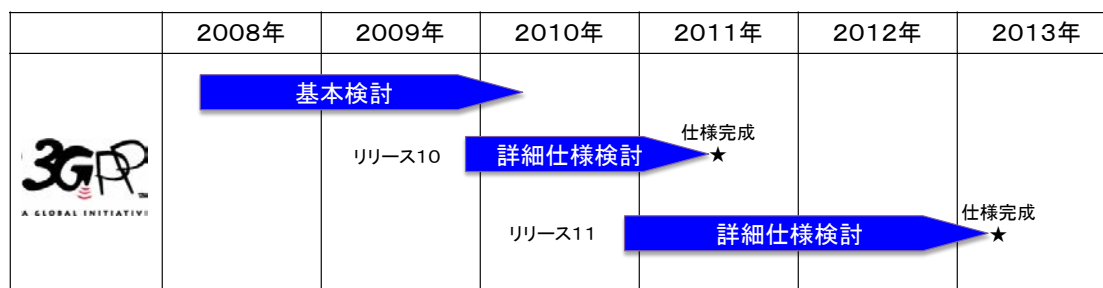 2008年 2009年 2010年 2011年 2012年 2013年
基本検討
仕様完成
リリース10 詳細仕様検討 ★
3GPP TM
A GLOBAL INITIATIVE
仕様完成
リリース11 詳細仕様検討 ★